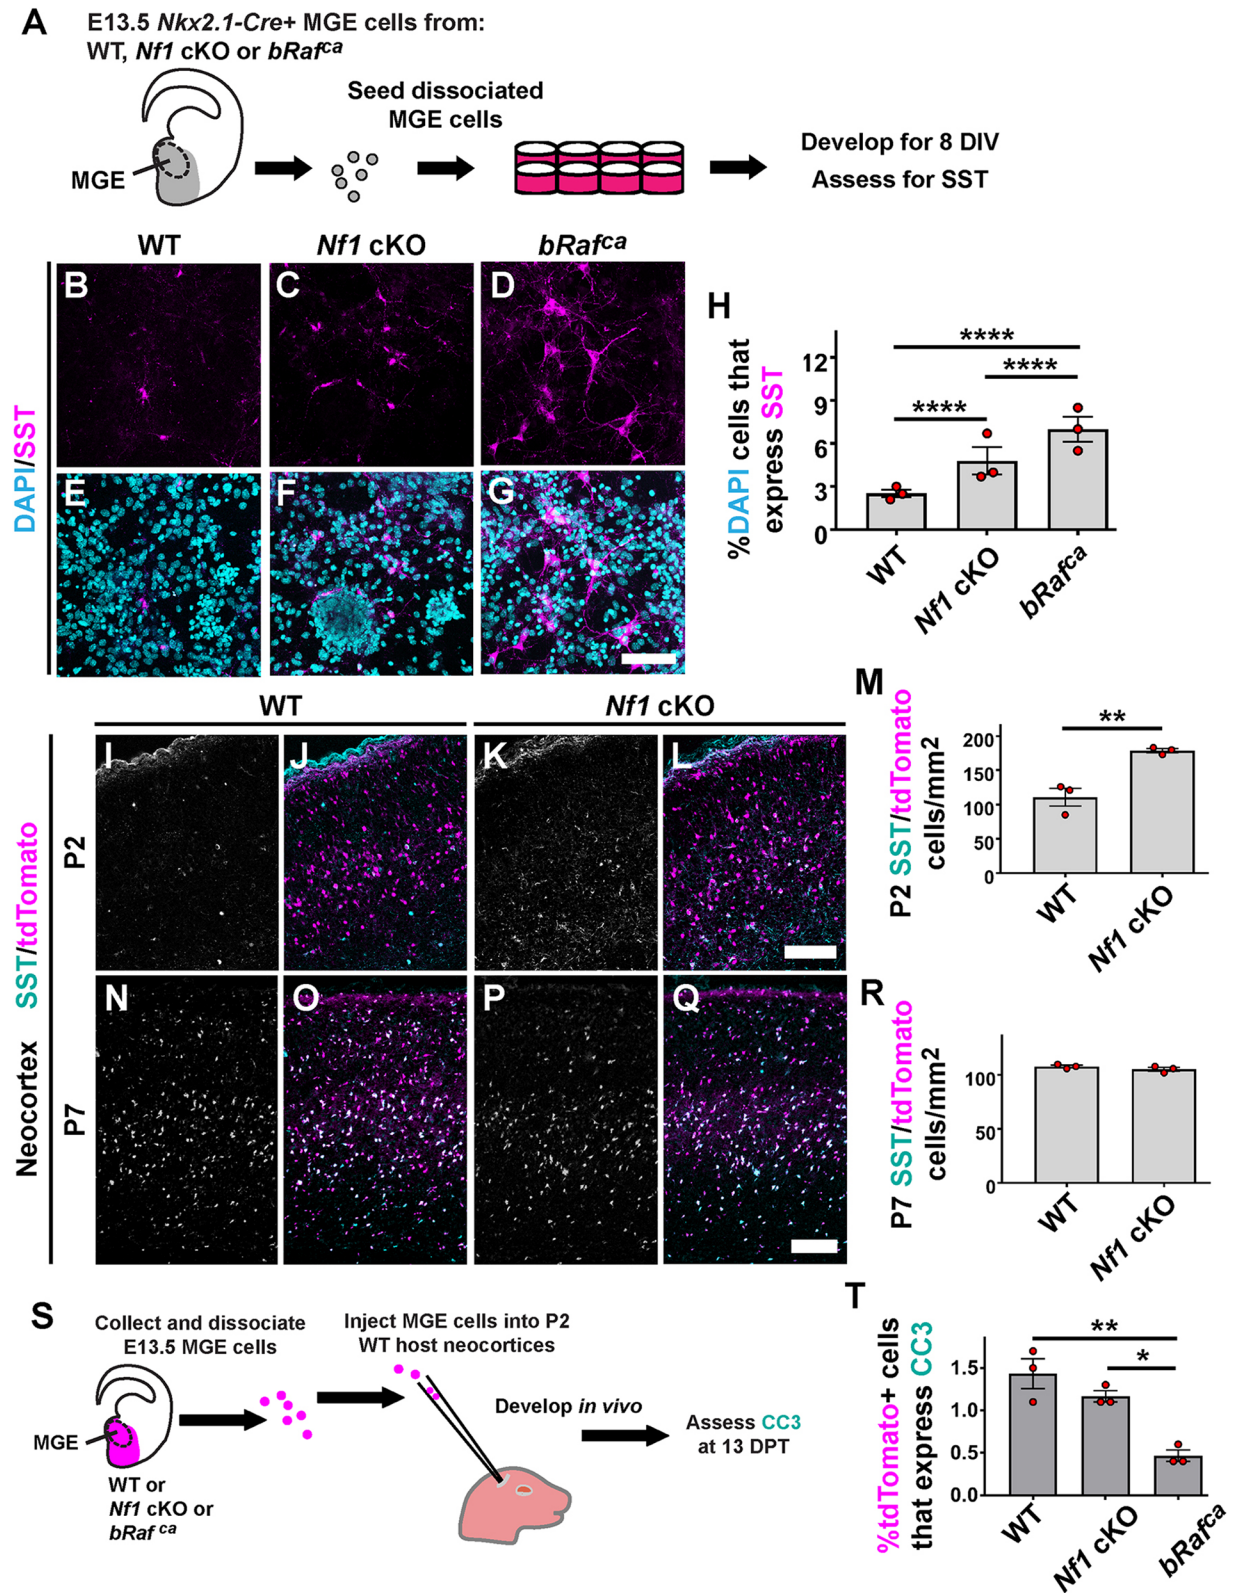 A
E13.5 Nkx2.1-Cre+ MGE cells from:
WT, Nf1 cKO or bRafca
Seed dissociated
MGE cells
MGE
Develop for 8 DIV
Assess for SST
WT
Nf1 cKO
bRafca
DAPI/SST
B
C
D
E
F
G
H
%DAPI cells that
express SST
12
9
6
3
0
****
****
****
WT
Nf1 cKO
bRafca
WT
Nf1 cKO
Neocortex SST/tdTomato
P2
I
J
K
L
P7
N
O
P
Q
M
P2 SST/tdTomato
cells/mm2
200
150
100
50
0
**
WT
Nf1 cKO
R
P7 SST/tdTomato
cells/mm2
100
50
0
WT
Nf1 cKO
S
Collect and dissociate
E13.5 MGE cells
MGE
WT or
Nf1 cKO or
bRaf ca
Inject MGE cells into P2
WT host neocortices
Develop in vivo
Assess CC3
at 13 DPT
T
%tdTomato+ cells
that express CC3
1.5
1.0
0.5
0.0
**
*
WT
Nf1 cKO
bRafca